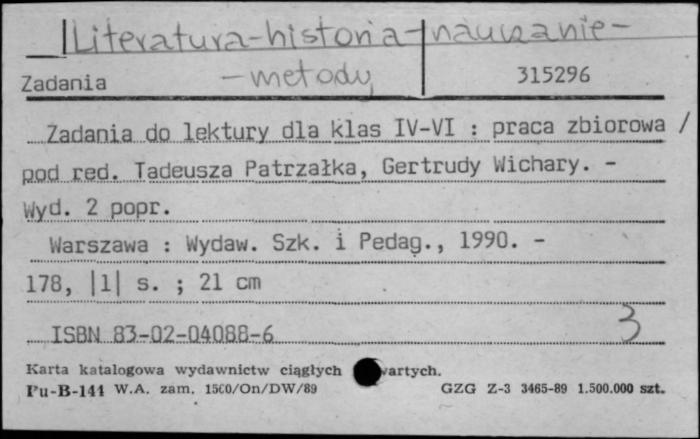 Literatura-historia-nauczanie-
-metody
Zadania 315296
Zadania do lektury dla klas IV-VI : praca zbiorowa /
pod red. Tadeusza Patrzałka, Gertrudy Wichary. -
Wyd. 2 popr.
Warszawa : Wydaw. Szk. i Pedag., 1990. -
178, |1| s. ; 21 cm
ISBN 83-02-04088-6 3
Karta katalogowa wydawnictw ciągłych wartych.
Pu-B-144 W.A. zam. 1500/On/DW/89 GZG Z-3 3465-89 1.500.000 szt.